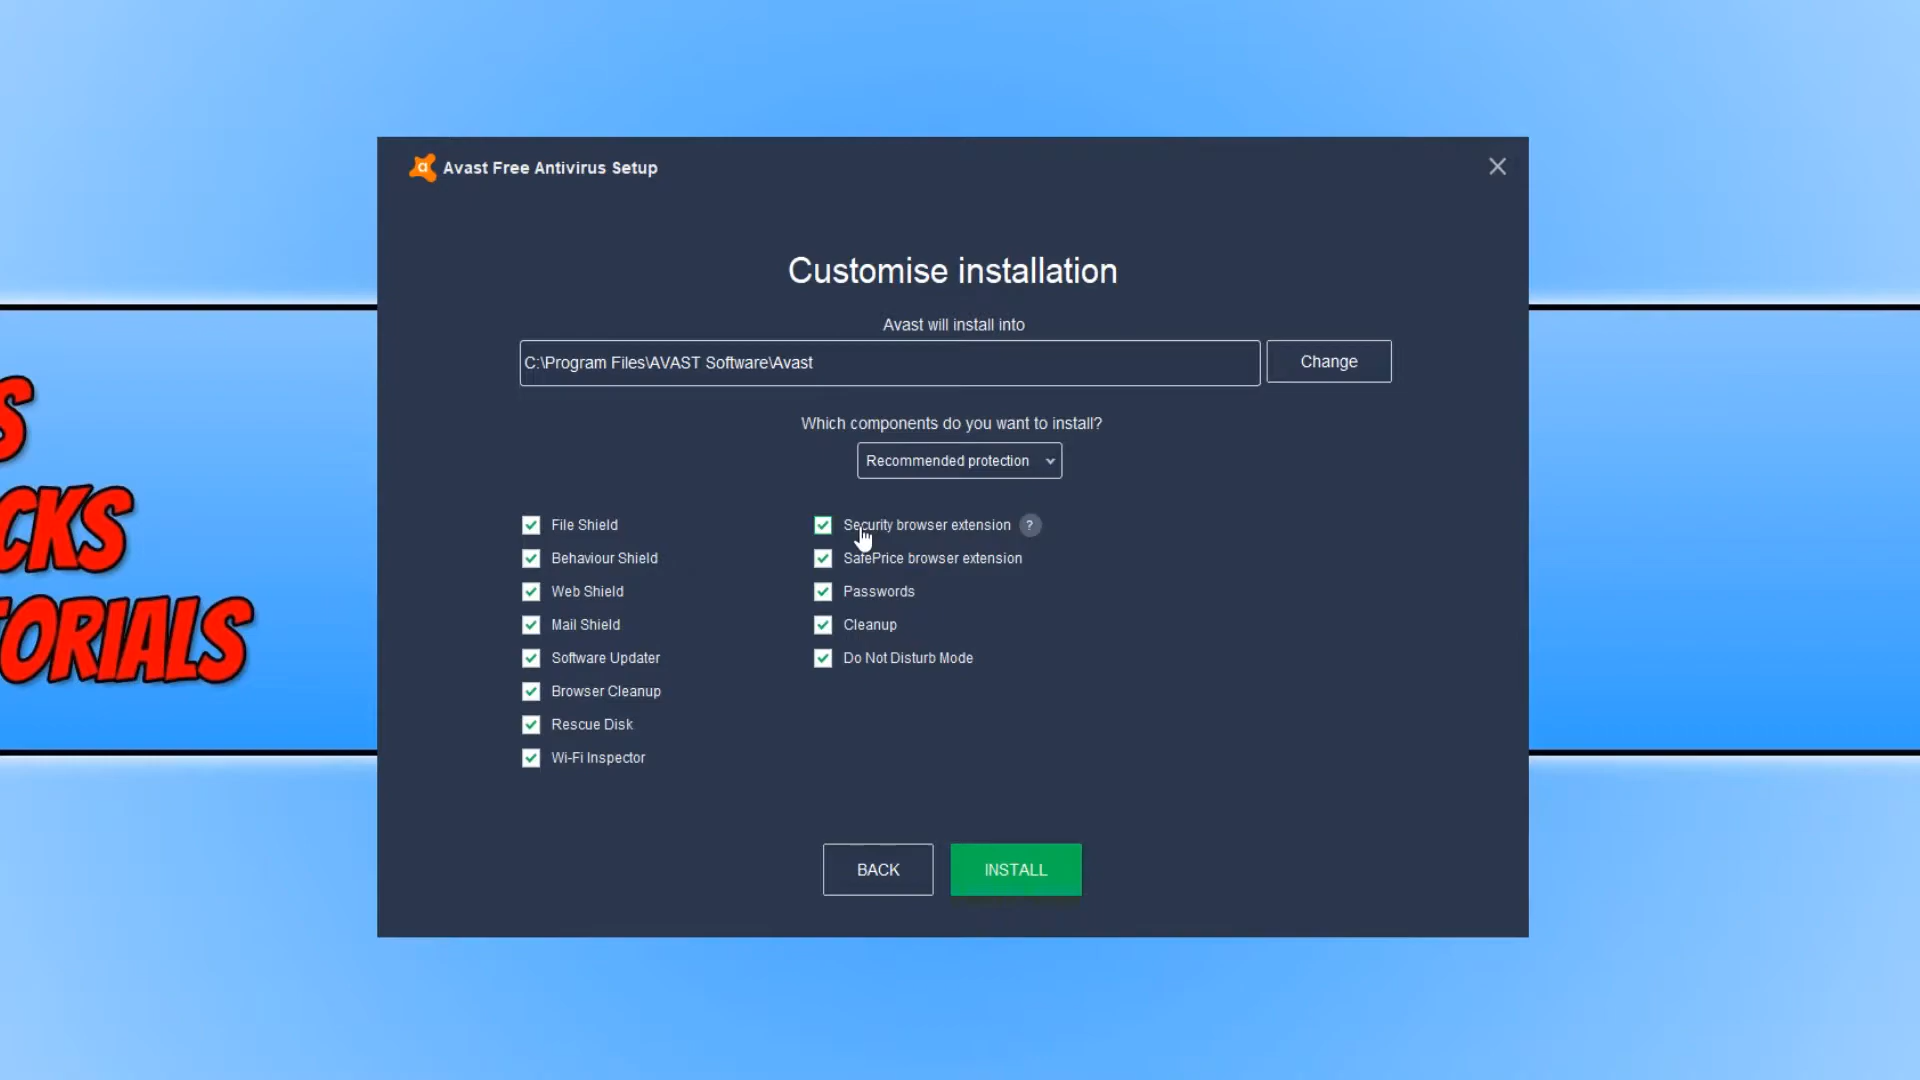 Avast Free Antivirus Setup
Customise installation
Avast will install into
C:\Program Files\AVAST Software\Avast
Change
Which components do you want to install?
Recommended protection
File Shield
Security browser extension ?
Behaviour Shield
SafePrice browser extension
Web Shield
Passwords
Mail Shield
Cleanup
Software Updater
Do Not Disturb Mode
Browser Cleanup
Rescue Disk
Wi-Fi Inspector
BACK
INSTALL
S
CKS
TORIALS